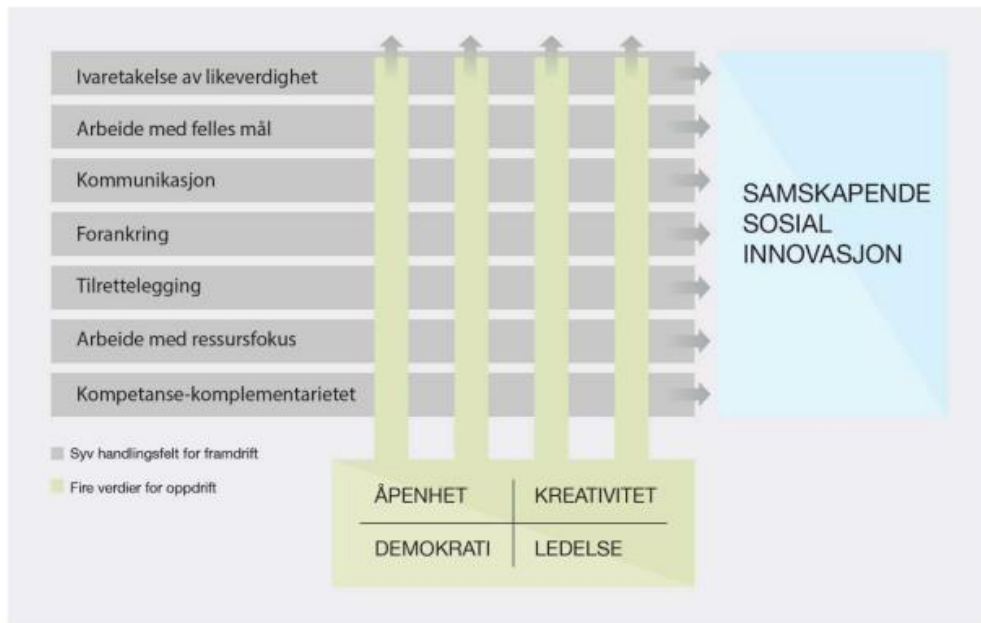 Ivaretakelse av likeverdighet
Arbeide med felles mål
Kommunikasjon
Forankring
Tilrettelegging
Arbeide med ressursfokus
Kompetanse-komplementarietet
SAMSKAPENDE
SOSIAL
INNOVASJON
Syv handlingsfelt for framdrift
Fire verdier for oppdrift
ÅPENHET
KREATIVITET
DEMOKRATI
LEDELSE